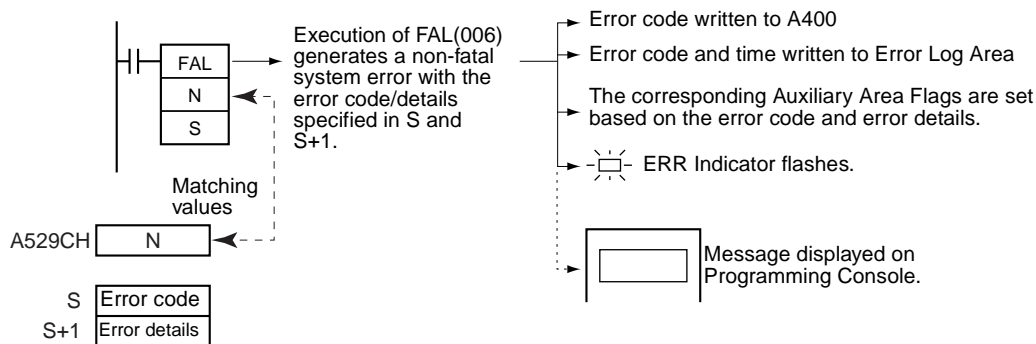 FAL
N
S
Execution of FAL(006)
generates a non-fatal
system error with the
error code/details
specified in S and
S+1.
Error code written to A400
Error code and time written to Error Log Area
The corresponding Auxiliary Area Flags are set
based on the error code and error details.
ERR Indicator flashes.
Matching
values
A529CH N
Message displayed on
Programming Console.
S Error code
S+1 Error details